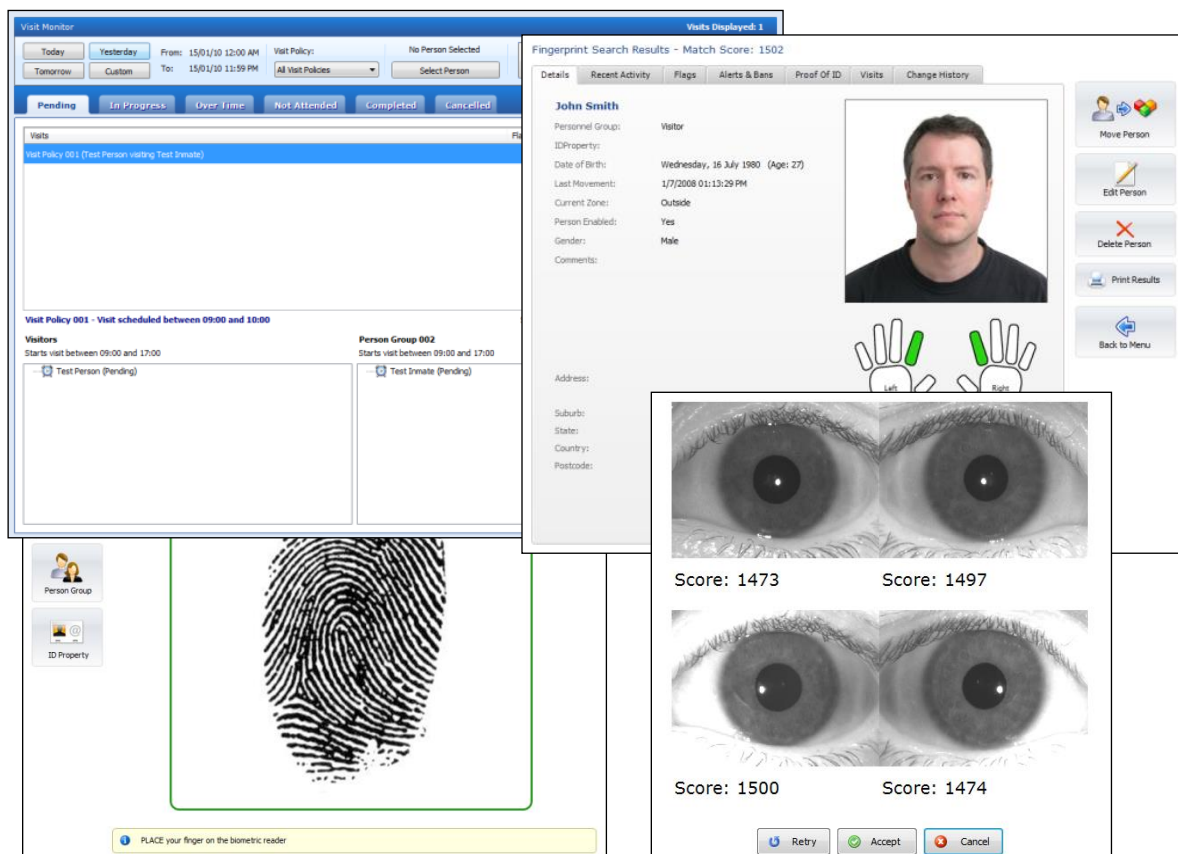 Visit Monitor
Visits Displayed: 1
Today
Yesterday
From: 15/01/10 12:00 AM
Visit Policy:
No Person Selected
Tomorrow
Custom
To: 15/01/10 11:59 PM
All Visit Policies
Select Person
Pending
In Progress
Over Time
Not Attended
Completed
Cancelled
Visits
Visit Policy 001 (Test Person visiting Test Inmate)
Visit Policy 001 - Visit scheduled between 09:00 and 10:00
Visitors
Starts visit between 09:00 and 17:00
Test Person (Pending)
Person Group 002
Starts visit between 09:00 and 17:00
Test Inmate (Pending)
Fingerprint Search Results - Match Score: 1502
Details
Recent Activity
Flags
Alerts & Bans
Proof Of ID
Visits
Change History
John Smith
Personnel Group: Visitor
IDProperty:
Date of Birth: Wednesday, 16 July 1980 (Age: 27)
Last Movement: 1/7/2008 01:13:29 PM
Current Zone: Outside
Person Enabled: Yes
Gender: Male
Comments:
Left
Right
Address:
Suburb:
State:
Country:
Postcode:
Move Person
Edit Person
Delete Person
Print Results
Back to Menu
Person Group
ID Property
PLACE your finger on the biometric reader
Score: 1473
Score: 1497
Score: 1500
Score: 1474
Retry
Accept
Cancel